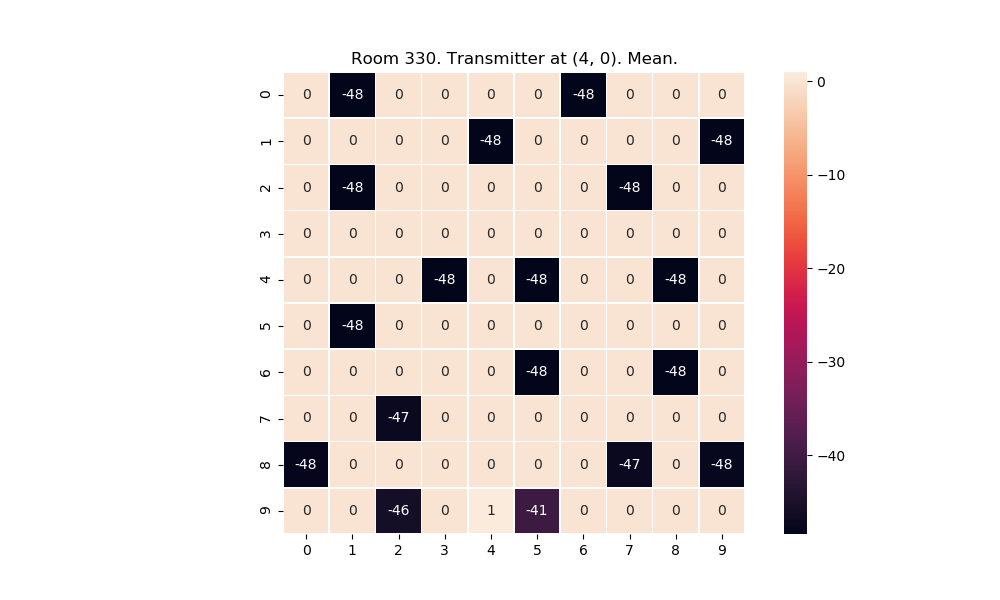 Room 330. Transmitter at (4, 0). Mean.
0 0 -48 0 0 0 0 -48 0 0 0 0
1 0 0 0 0 -48 0 0 0 0 -48
2 0 -48 0 0 0 0 0 -48 0 0 −10
3 0 0 0 0 0 0 0 0 0 0
4 0 0 0 -48 0 -48 0 0 -48 0 −20
5 0 -48 0 0 0 0 0 0 0 0
6 0 0 0 0 0 -48 0 0 -48 0 −30
7 0 0 -47 0 0 0 0 0 0 0
8 -48 0 0 0 0 0 0 -47 0 -48 −40
9 0 0 -46 0 1 -41 0 0 0 0
0 1 2 3 4 5 6 7 8 9